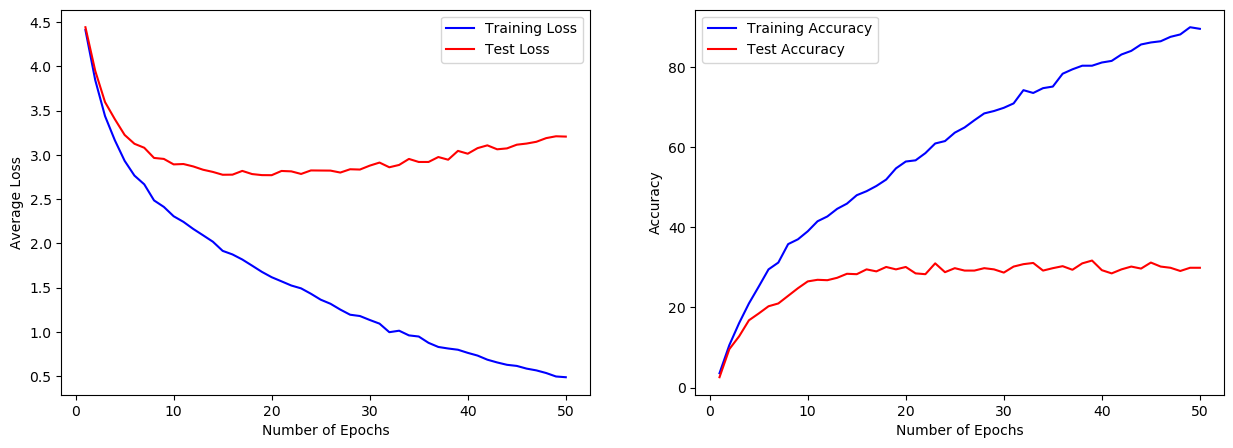 4.5
4.0
3.5
3.0
2.5
2.0
1.5
1.0
0.5
Average Loss
0 10 20 30 40 50
Number of Epochs
Training Loss
Test Loss
80
60
40
20
0
Accuracy
0 10 20 30 40 50
Number of Epochs
Training Accuracy
Test Accuracy